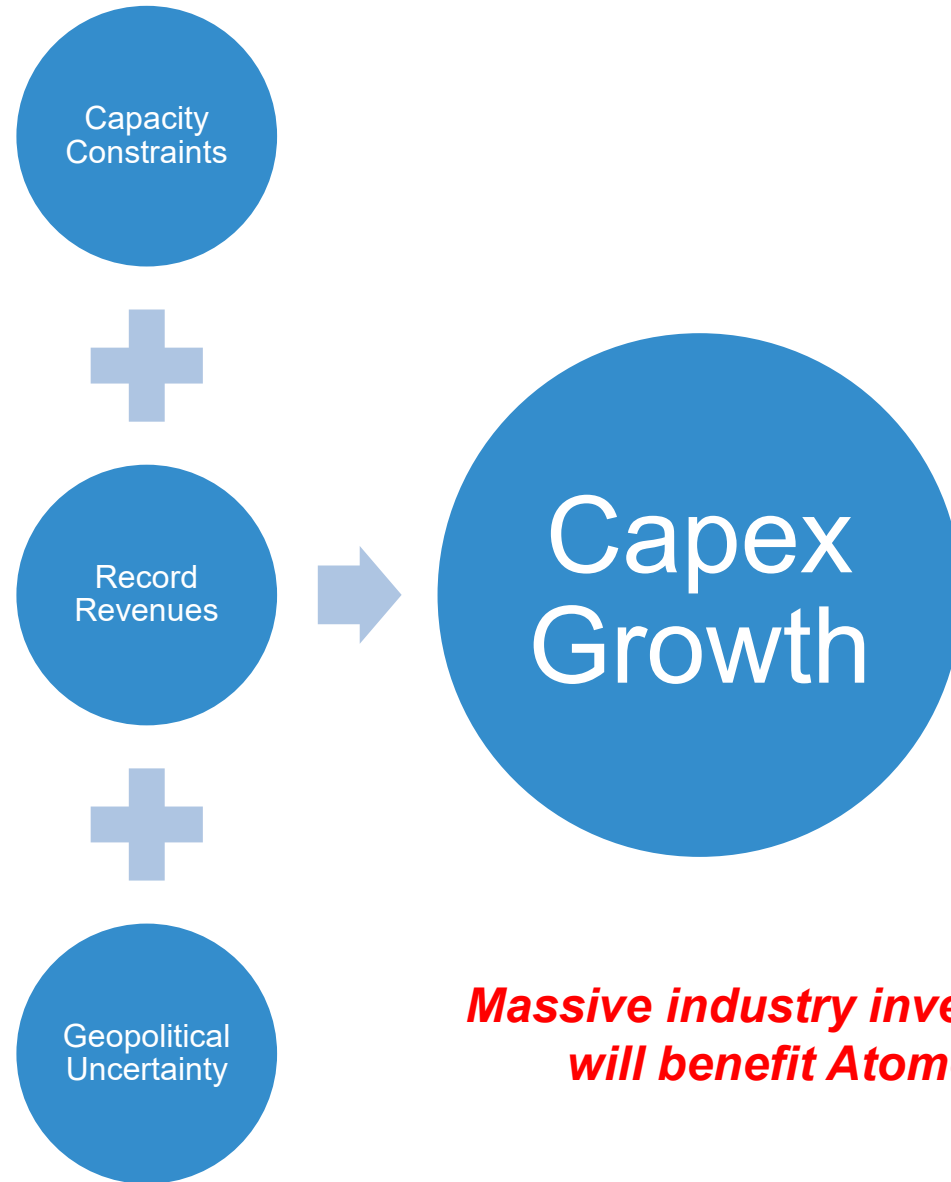 Capacity
Constraints
Record
Revenues
Capex
Growth
Geopolitical
Uncertainty
Massive industry inve
will benefit Atom